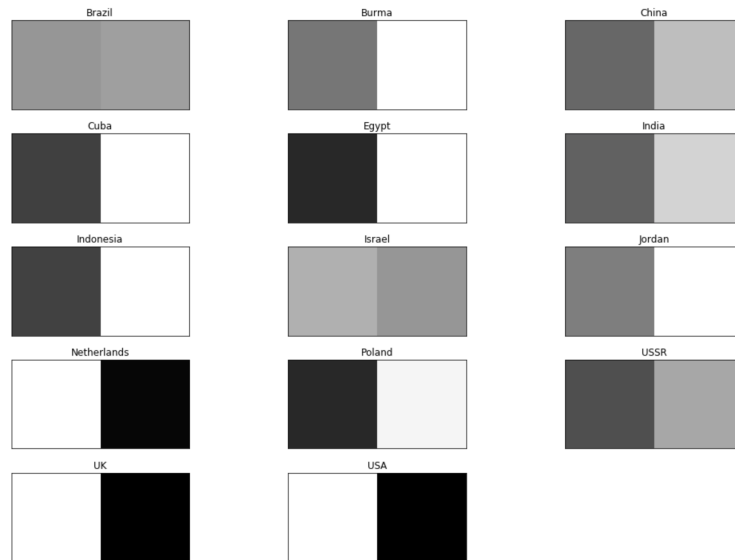 Brazil
Burma
China
Cuba
Egypt
India
Indonesia
Israel
Jordan
Netherlands
Poland
USSR
UK
USA